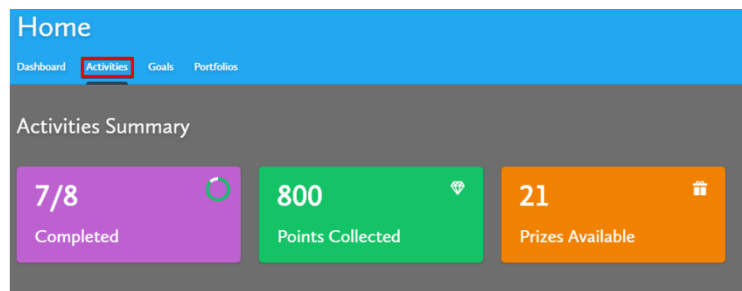 Home
Dashboard Activities Goals Portfolios
Activities Summary
7/8
Completed
800
Points Collected
21
Prizes Available